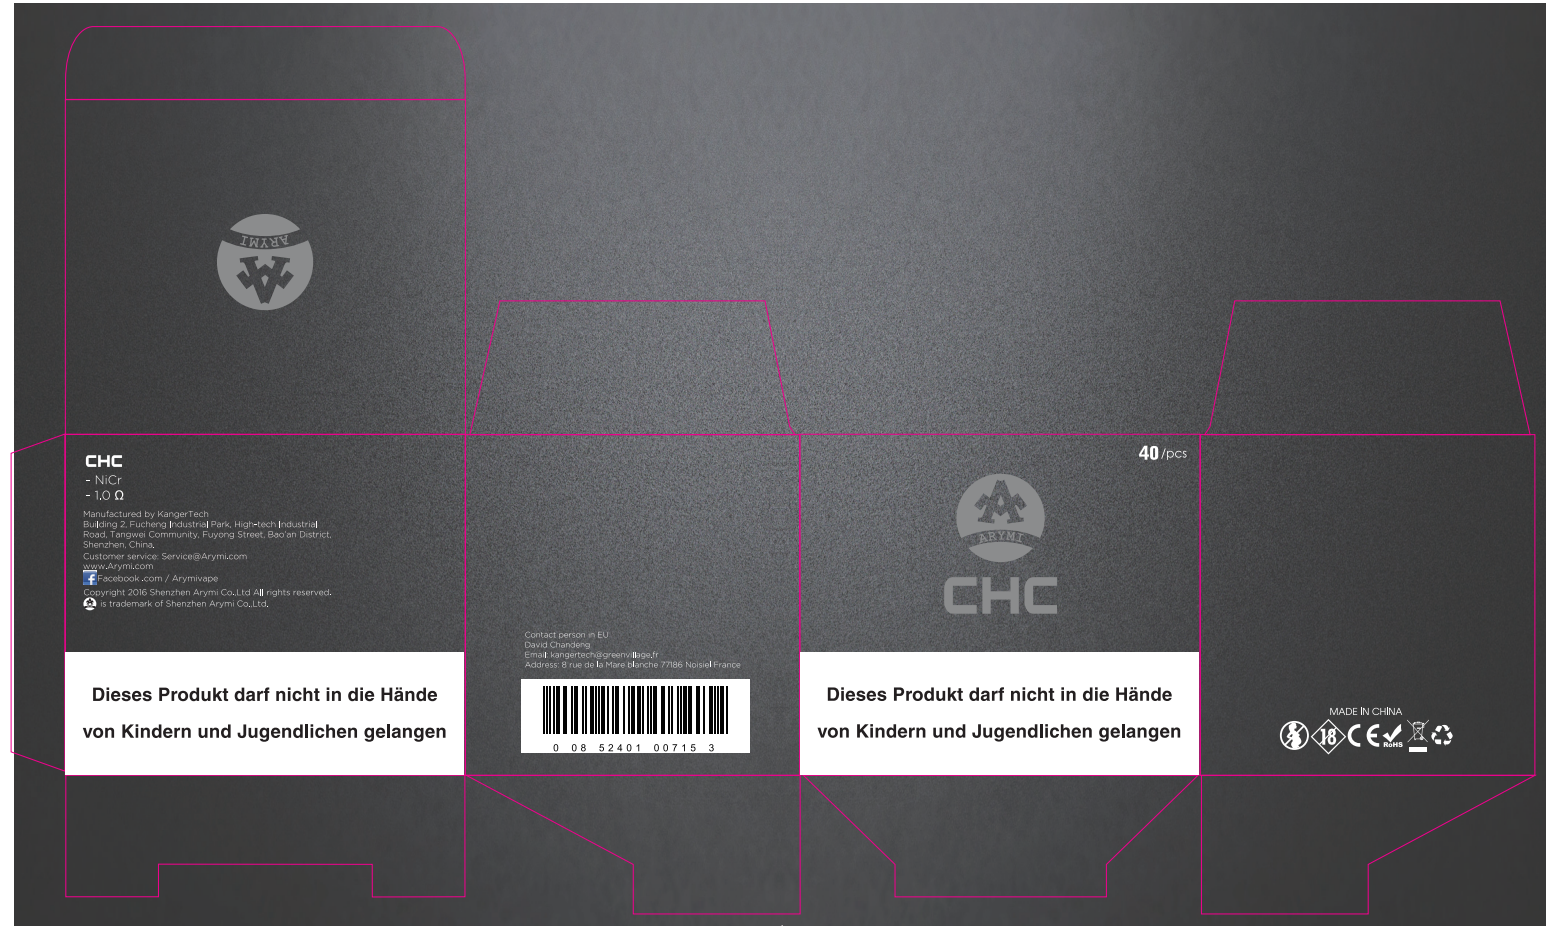 ARYMI
CHC
- NiCr
- 1.0 Ω
Manufactured by KangerTech
Building 2, Fucheng Industrial Park, High-tech Industrial
Road, Tangwei Community, Fuyong Street, Bao'an District,
Shenzhen, China.
Customer service: Service@Arymi.com
www.Arymi.com
Facebook.com / Arymivape
Copyright 2016 Shenzhen Arymi Co.,Ltd All rights reserved.
is trademark of Shenzhen Arymi Co.,Ltd.
Dieses Produkt darf nicht in die Hände
von Kindern und Jugendlichen gelangen
Contact person in EU
David Chandeng
Email: kangertech@greenvillage.fr
Address: 8 rue de la Mare blanche 77186 Noisiel France
0 08 52401 00715 3
40/pcs
ARYMI
CHC
Dieses Produkt darf nicht in die Hände
von Kindern und Jugendlichen gelangen
MADE IN CHINA
18 CE RoHS